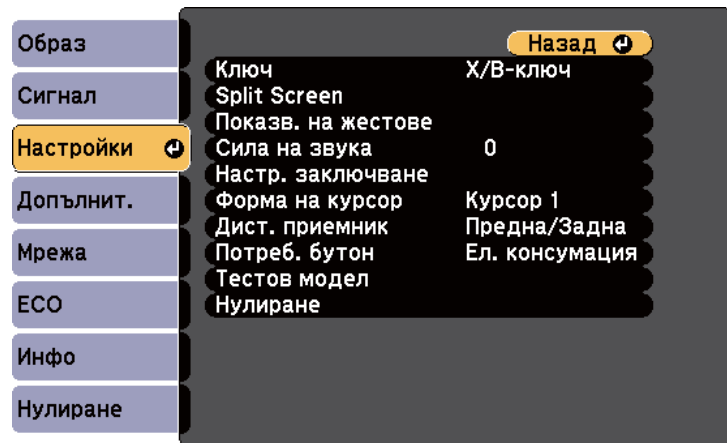 Образ
Сигнал
Настройки
Допълнит.
Мрежа
ECO
Инфо
Нулиране
Назад
Ключ Х/В-ключ
Split Screen
Показв. на жестове
Сила на звука 0
Настр. заключване
Форма на курсор Курсор 1
Дист. приемник Предна/Задна
Потреб. бутон Ел. консумация
Тестов модел
Нулиране